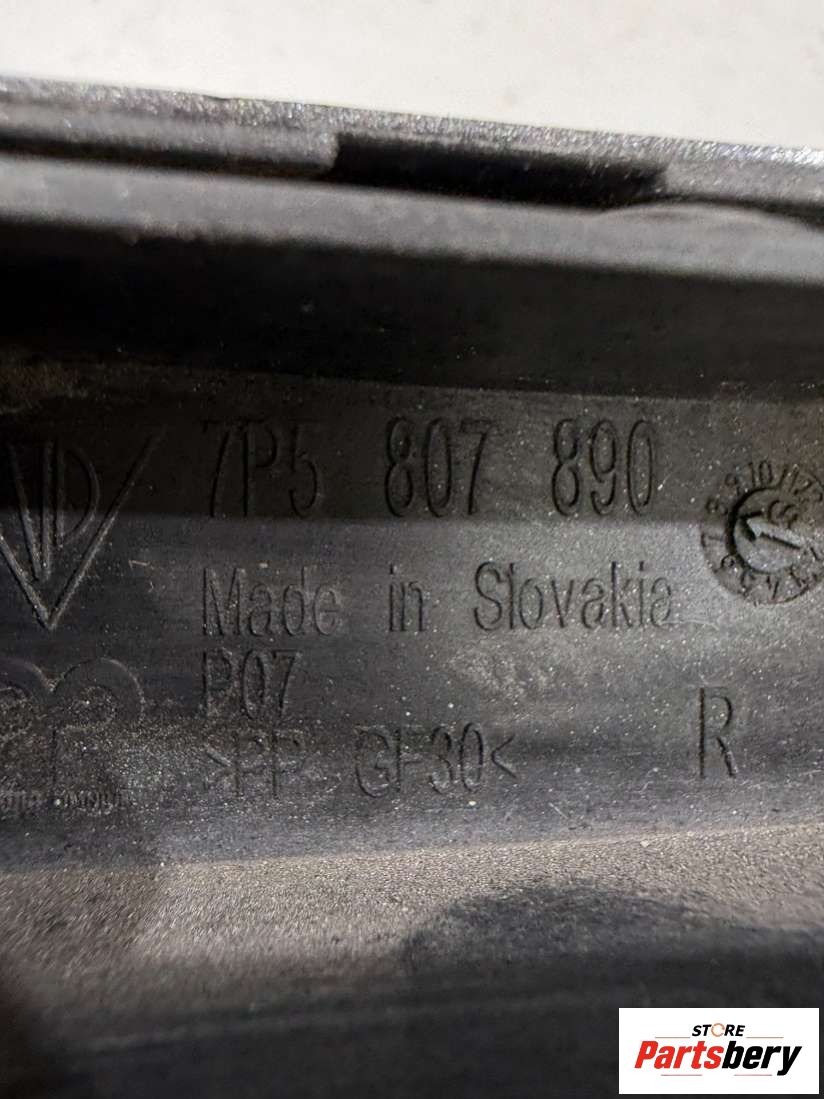 7P5 807 890
Made in Slovakia
P07
>PP GF30<
R
STORE
Partsbery